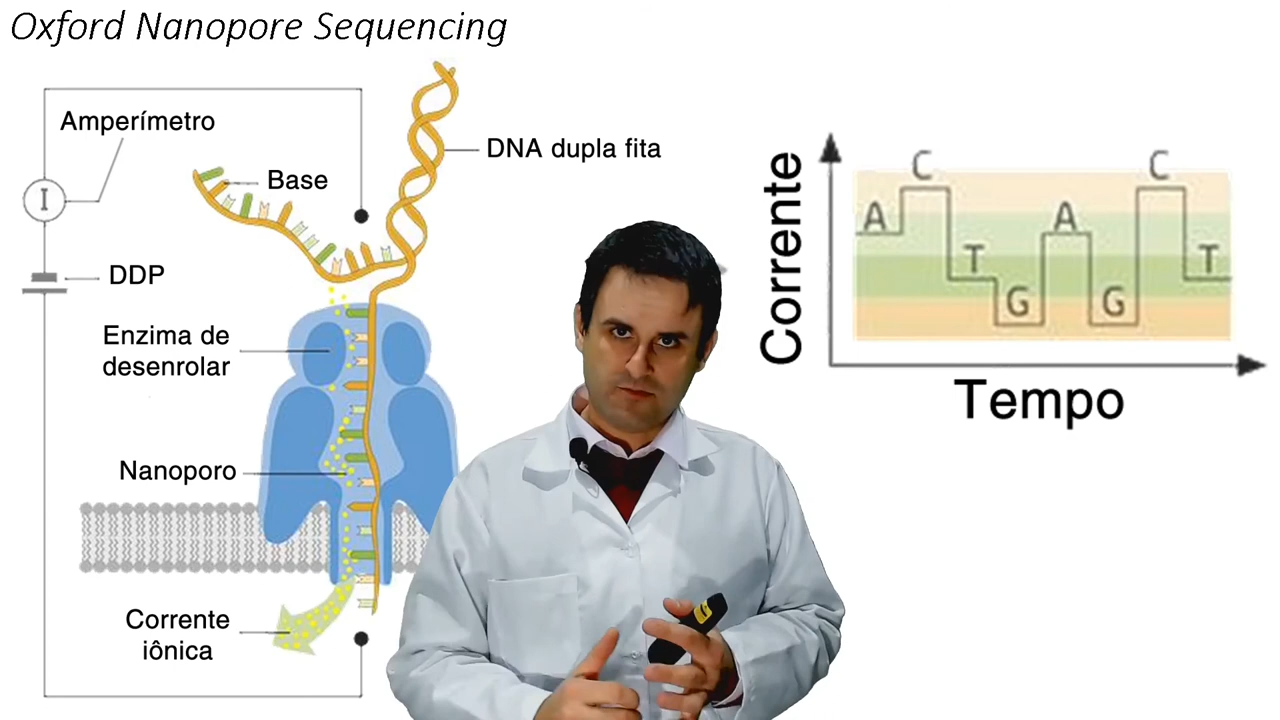 Oxford Nanopore Sequencing
Amperímetro
I
Base
DNA dupla fita
DDP
Enzima de
desenrolar
Nanoporo
Corrente
iônica
Corrente
A
C
T
G
A
G
C
T
Tempo